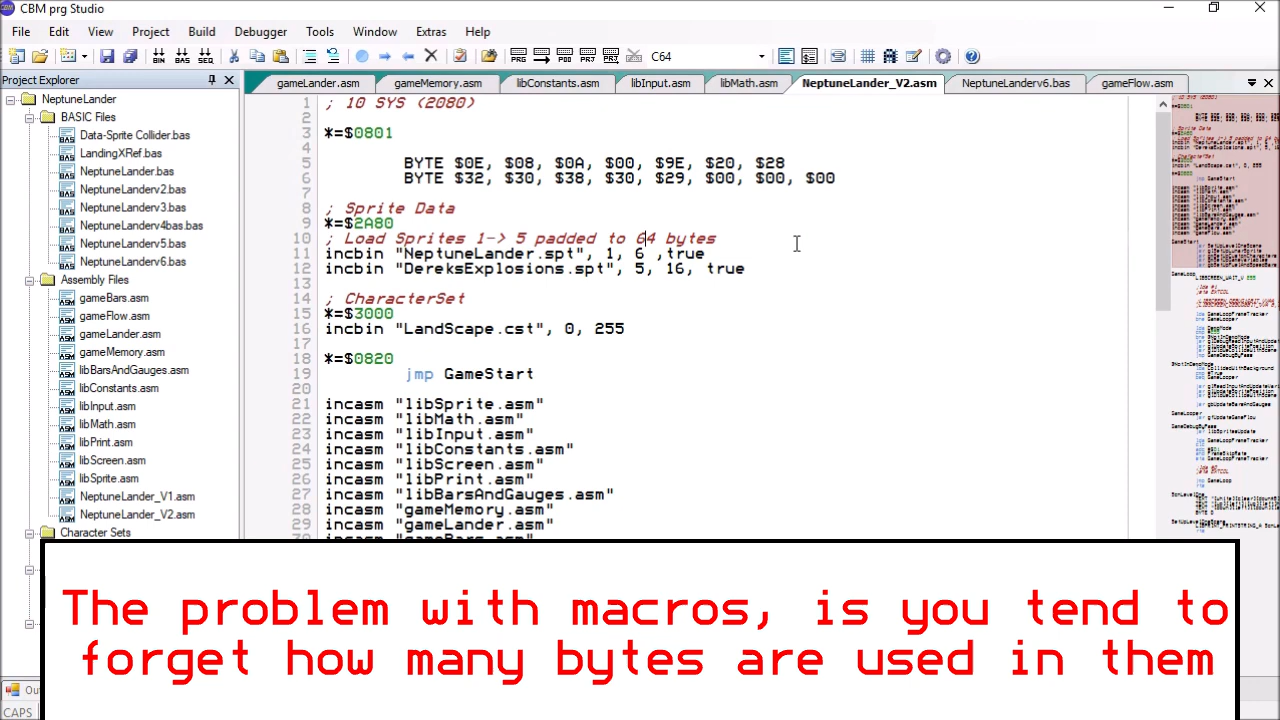 CBM prg Studio
File Edit View Project Build Debugger Tools Window Extras Help
C64
Project Explorer
gameLander.asm gameMemory.asm libConstants.asm libInput.asm libMath.asm NeptuneLander_V2.asm NeptuneLanderv6.bas gameFlow.asm
NeptuneLander
BASIC Files
Data-Sprite Collider.bas
LandingXRef.bas
NeptuneLander.bas
NeptuneLanderv2.bas
NeptuneLanderv3.bas
NeptuneLanderv4bas.bas
NeptuneLanderv5.bas
NeptuneLanderv6.bas
Assembly Files
gameBars.asm
gameFlow.asm
gameLander.asm
gameMemory.asm
libBarsAndGauges.asm
libConstants.asm
libInput.asm
libMath.asm
libPrint.asm
libScreen.asm
libSprite.asm
NeptuneLander_V1.asm
NeptuneLander_V2.asm
Character Sets
1 ; 10 SYS (2080)
2
3 *=$0801
4
5 BYTE $0E, $08, $0A, $00, $9E, $20, $28
6 BYTE $32, $30, $38, $30, $29, $00, $00, $00
7
8 ; Sprite Data
9 *=$2A80
10 ; Load Sprites 1-> 5 padded to 64 bytes
11 incbin "NeptuneLander.spt", 1, 6 ,true
12 incbin "DereksExplosions.spt", 5, 16, true
13
14 ; CharacterSet
15 *=$3000
16 incbin "LandScape.cst", 0, 255
17
18 *=$0820
19 jmp GameStart
20
21 incasm "libSprite.asm"
22 incasm "libMath.asm"
23 incasm "libInput.asm"
24 incasm "libConstants.asm"
25 incasm "libScreen.asm"
26 incasm "libPrint.asm"
27 incasm "libBarsAndGauges.asm"
28 incasm "gameMemory.asm"
29 incasm "gameLander.asm"
The problem with macros, is you tend to
forget how many bytes are used in them
CAPS